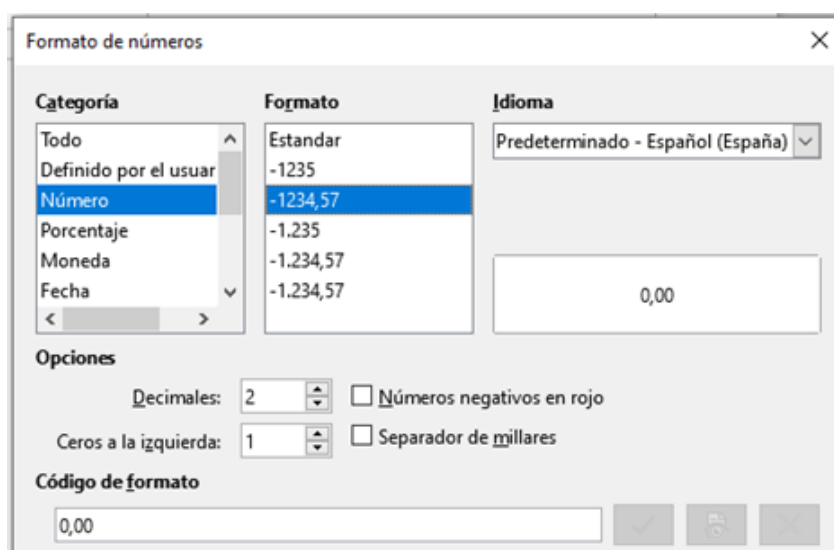 Formato de números
Categoría
Todo
Definido por el usuar
Número
Porcentaje
Moneda
Fecha
Formato
Estandar
-1235
-1234,57
-1.235
-1.234,57
-1.234,57
Idioma
Predeterminado - Español (España)
0,00
Opciones
Decimales: 2
Números negativos en rojo
Ceros a la izquierda: 1
Separador de millares
Código de formato
0,00